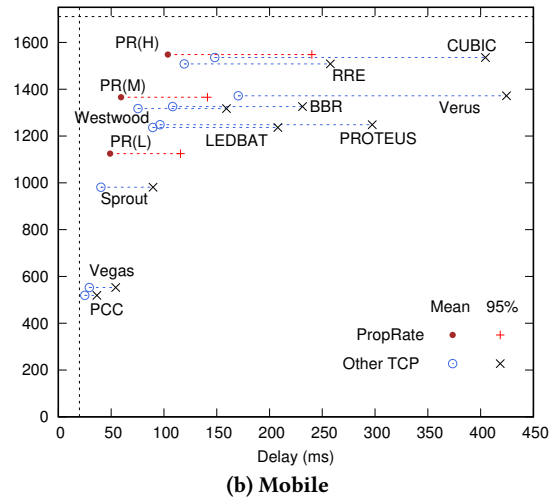 1600
CUBIC
PR(H)
RRE
1400
PR(M)
BBR
Verus
Westwood
1200
LEDBAT
PROTEUS
PR(L)
1000
Sprout
800
600
Vegas
PCC
Mean 95%
400
PropRate
200
Other TCP
0
0 50 100 150 200 250 300 350 400 450
Delay (ms)
(b) Mobile